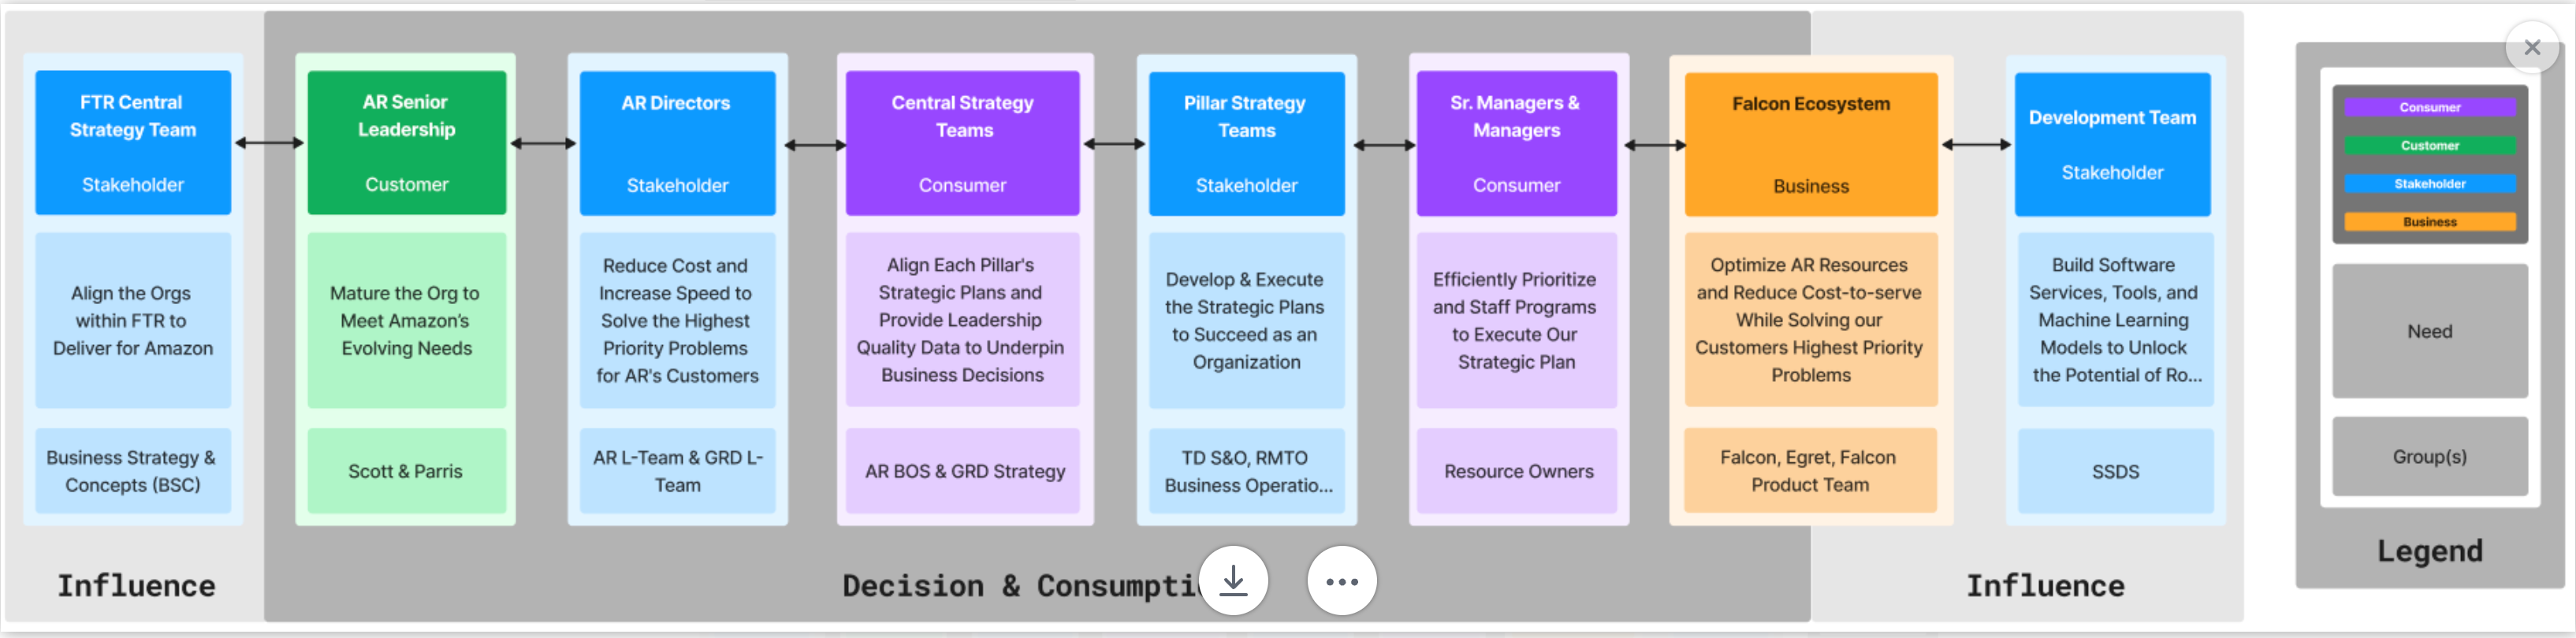 FTR Central
Strategy Team
Stakeholder
Align the Orgs
within FTR to
Deliver for Amazon
Business Strategy &
Concepts (BSC)
AR Senior
Leadership
Customer
Mature the Org to
Meet Amazon's
Evolving Needs
Scott & Parris
AR Directors
Stakeholder
Reduce Cost and
Increase Speed to
Solve the Highest
Priority Problems
for AR's Customers
AR L-Team & GRD L-
Team
Central Strategy
Teams
Consumer
Align Each Pillar's
Strategic Plans and
Provide Leadership
Quality Data to Underpin
Business Decisions
AR BOS & GRD Strategy
Pillar Strategy
Teams
Stakeholder
Develop & Execute
the Strategic Plans
to Succeed as an
Organization
TD S&O, RMTO
Business Operatio...
Sr. Managers &
Managers
Consumer
Efficiently Prioritize
and Staff Programs
to Execute Our
Strategic Plan
Resource Owners
Falcon Ecosystem
Business
Optimize AR Resources
and Reduce Cost-to-serve
While Solving our
Customers Highest Priority
Problems
Falcon, Egret, Falcon
Product Team
Development Team
Stakeholder
Build Software
Services, Tools, and
Machine Learning
Models to Unlock
the Potential of Ro...
SSDS
Influence
Decision & Consumpti
Influence
Consumer
Customer
Stakeholder
Business
Need
Group(s)
Legend